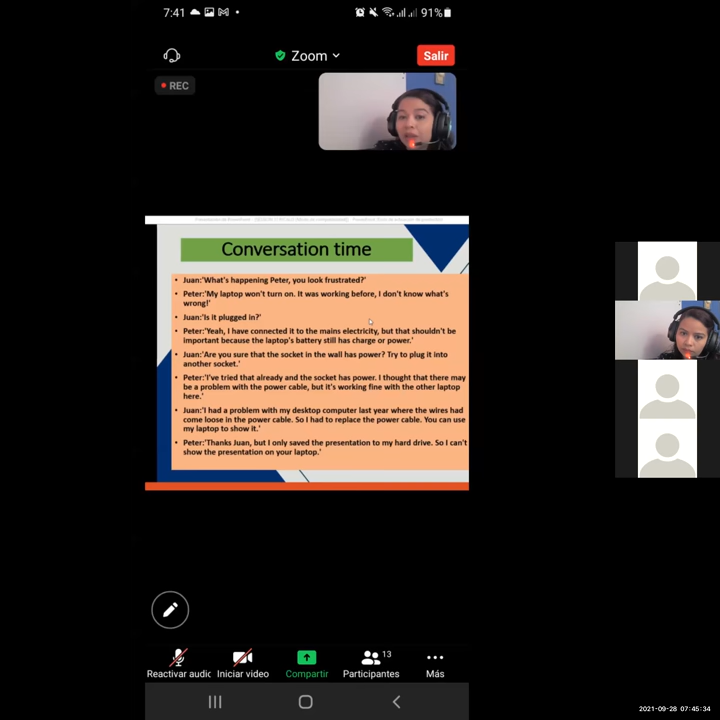 7:41
91%
Zoom
Salir
REC
Conversation time
• Juan:'What's happening Peter, you look frustrated?'
• Peter:'My laptop won't turn on. It was working before, I don't know what's
wrong!'
• Juan:'Is it plugged in?'
• Peter:'Yeah, I have connected it to the mains electricity, but that shouldn't be
important because the laptop's battery still has charge or power.'
• Juan:'Are you sure that the socket in the wall has power? Try to plug it into
another socket.'
• Peter:'I've tried that already and the socket has power. I thought that there may
be a problem with the power cable, but it's working fine with the other laptop
here.'
• Juan:'I had a problem with my desktop computer last year where the wires had
come loose in the power cable. So I had to replace the power cable. You can use
my laptop to show it.'
• Peter:'Thanks Juan, but I only saved the presentation to my hard drive. So I can't
show the presentation on your laptop.'
13
Reactivar audic Iniciar video Compartir Participantes Más
2021-09-28 07:45:34